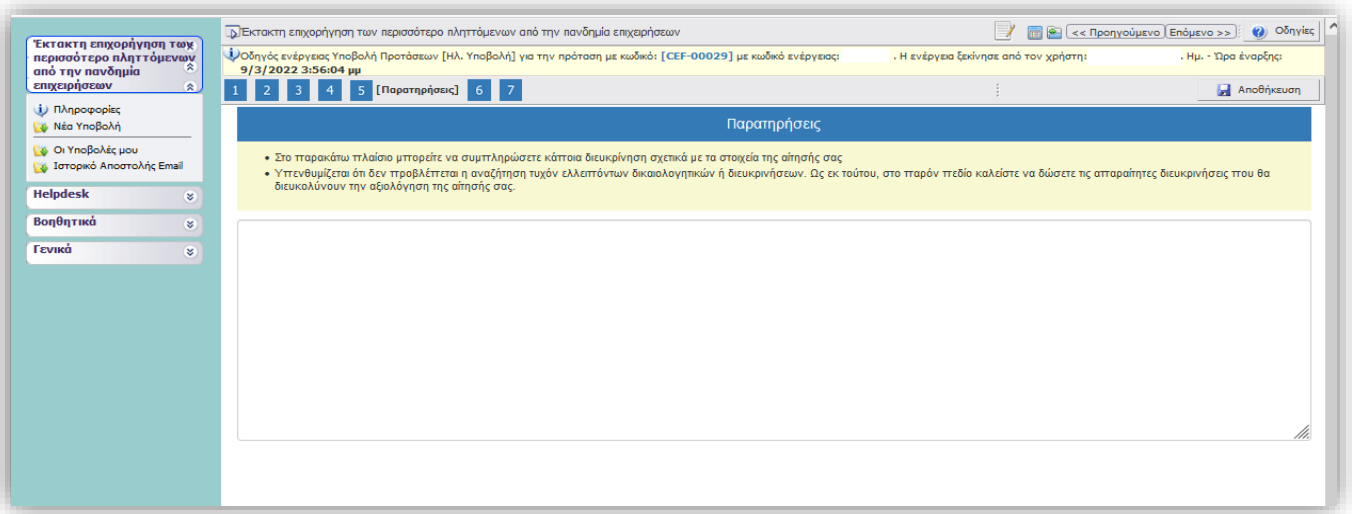 Έκτακτη επιχορήγηση των
περισσότερο πληττόμενων
από την πανδημία
επιχειρήσεων
Πληροφορίες
Νέα Υποβολή
Οι Υποβολές μου
Ιστορικό Αποστολής Email
Helpdesk
Βοηθητικά
Γενικά
Έκτακτη επιχορήγηση των περισσότερο πληττόμενων από την πανδημία επιχειρήσεων
<< Προηγούμενο Επόμενο >> Οδηγίες
Οδηγός ενέργειας Υποβολή Προτάσεων [Ηλ. Υποβολή] για την πρόταση με κωδικό: [CEF-00029] με κωδικό ενέργειας: . Η ενέργεια ξεκίνησε από τον χρήστη: . Ημ. - Ώρα έναρξης:
9/3/2022 3:56:04 μμ
1 2 3 4 5 [Παρατηρήσεις] 6 7 Αποθήκευση
Παρατηρήσεις
• Στο παρακάτω πλαίσιο μπορείτε να συμπληρώσετε κάποια διευκρίνηση σχετικά με τα στοιχεία της αίτησής σας
• Υπενθυμίζεται ότι δεν προβλέπεται η αναζήτηση τυχόν ελλειπόντων δικαιολογητικών ή διευκρινήσεων. Ως εκ τούτου, στο παρόν πεδίο καλείστε να δώσετε τις απαραίτητες διευκρινήσεις που θα
διευκολύνουν την αξιολόγηση της αίτησής σας.